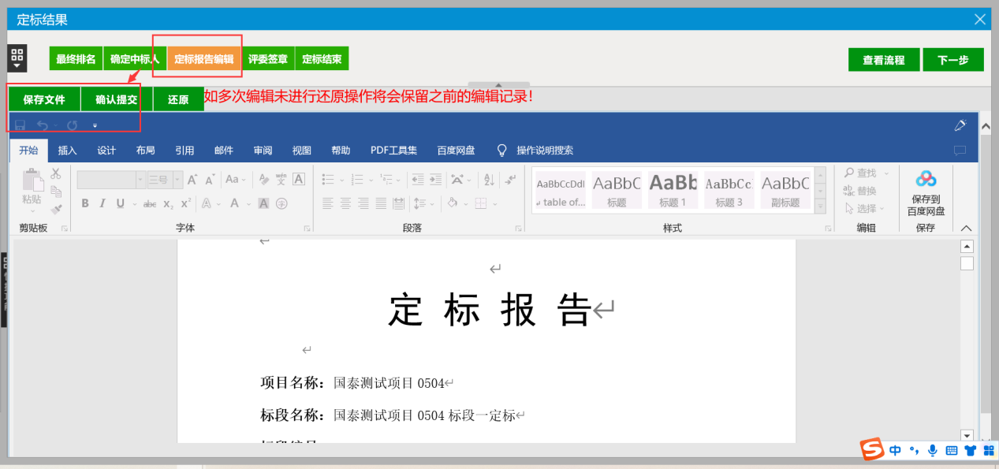 定标结果
最终排名 确定中标人 定标报告编辑 评委签章 定标结束 查看流程 下一步
保存文件 确认提交 还原 如多次编辑未进行还原操作将会保留之前的编辑记录！
开始 插入 设计 布局 引用 邮件 审阅 视图 帮助 PDF工具集 百度网盘 操作说明搜索
粘贴 三号 Aa wén 文 A
B I U abc X₂ X² A A A 字
AaBbCcDdI AaBbC AaBb AaBbCc AaBbC
table of... 标题 标题 1 标题 3 副标题
查找
替换
选择
保存到
百度网盘
剪贴板 字体 段落 样式 编辑 保存
定标报告
项目名称：国泰测试项目 0504
标段名称：国泰测试项目 0504 标段一定标
中